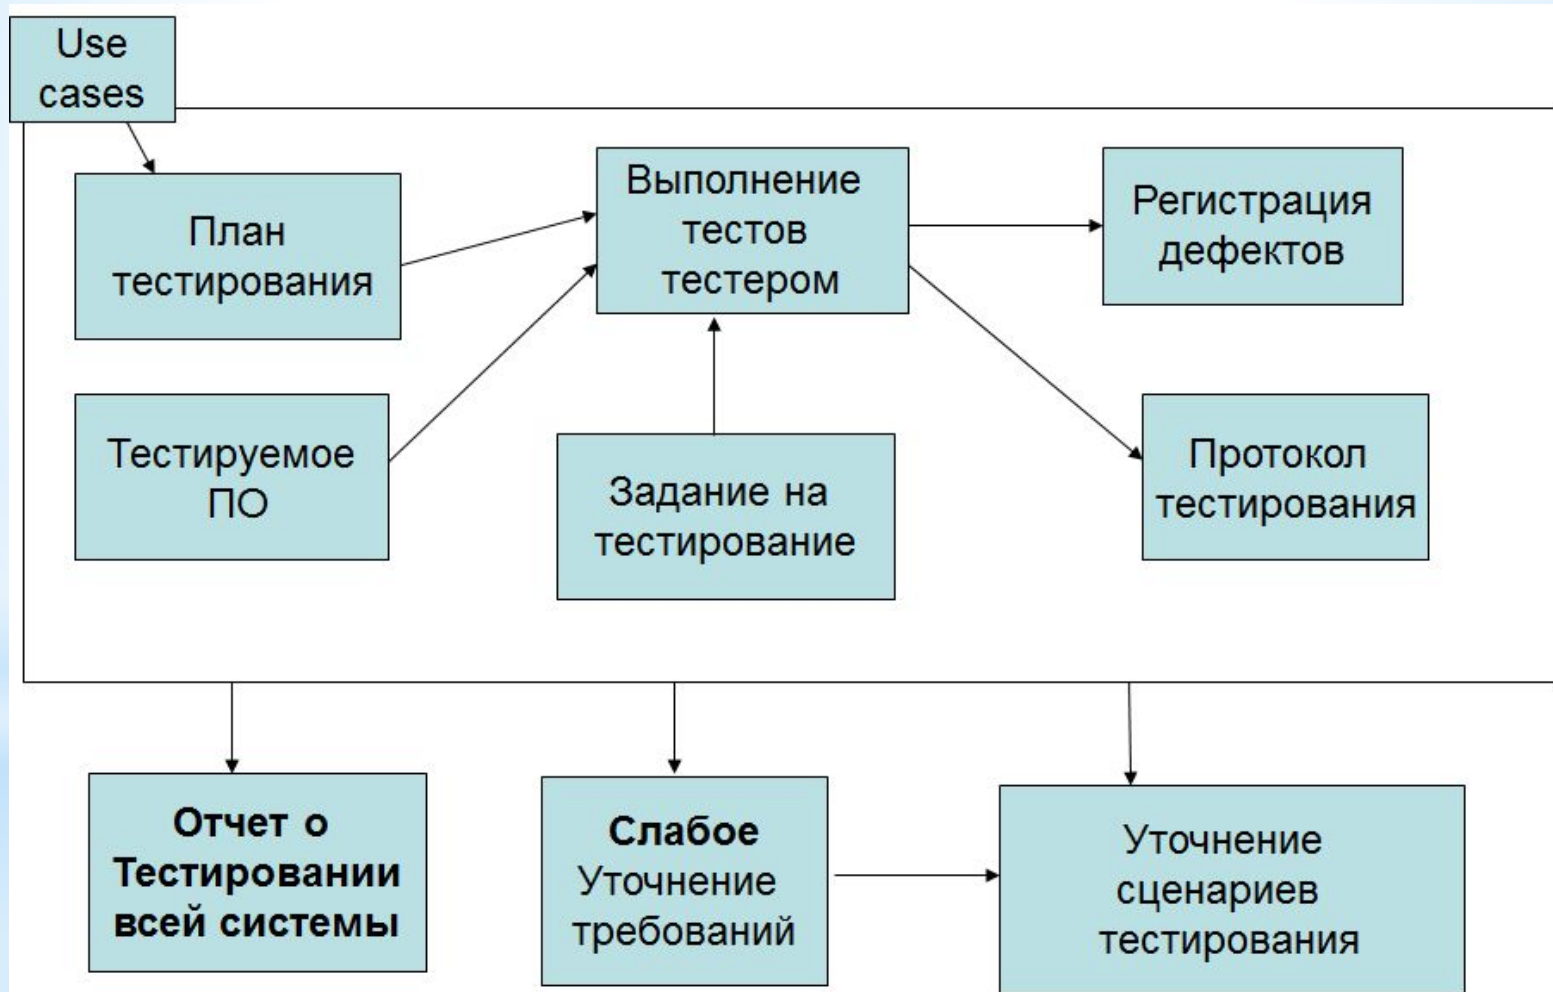 Use
cases
План
тестирования
Выполнение
тестов
тестером
Регистрация
дефектов
Тестируемое
ПО
Задание на
тестирование
Протокол
тестирования
Отчет о
Тестировании
всей системы
Слабое
Уточнение
требований
Уточнение
сценариев
тестирования